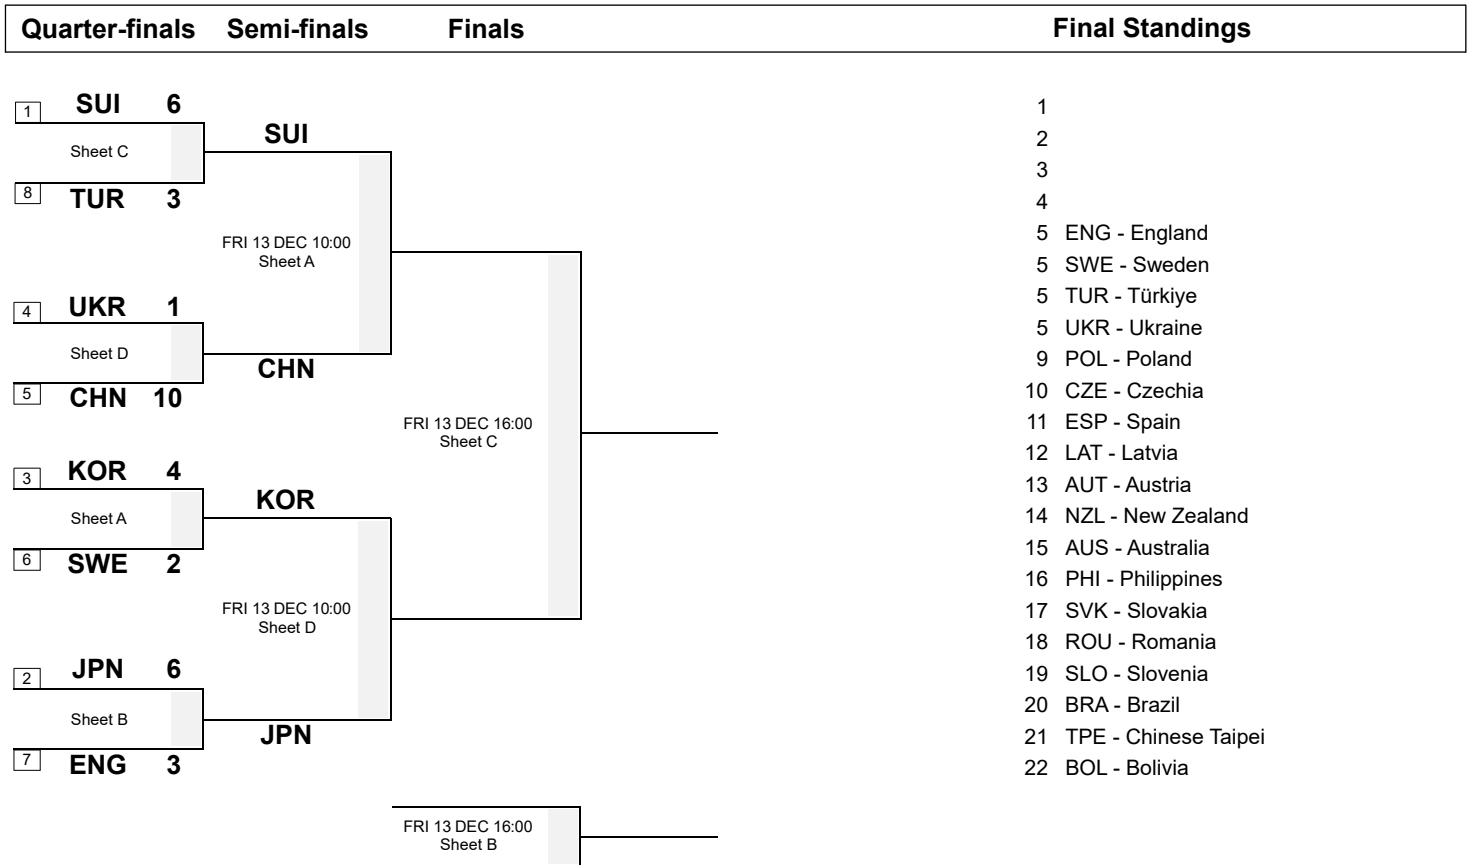 Quarter-finals Semi-finals Finals Final Standings
1 SUI 6
Sheet C
8 TUR 3
SUI
FRI 13 DEC 10:00
Sheet A
4 UKR 1
Sheet D
5 CHN 10
CHN
FRI 13 DEC 16:00
Sheet C
3 KOR 4
Sheet A
6 SWE 2
KOR
FRI 13 DEC 10:00
Sheet D
2 JPN 6
Sheet B
7 ENG 3
JPN
FRI 13 DEC 16:00
Sheet B
1
2
3
4
5 ENG - England
5 SWE - Sweden
5 TUR - Türkiye
5 UKR - Ukraine
9 POL - Poland
10 CZE - Czechia
11 ESP - Spain
12 LAT - Latvia
13 AUT - Austria
14 NZL - New Zealand
15 AUS - Australia
16 PHI - Philippines
17 SVK - Slovakia
18 ROU - Romania
19 SLO - Slovenia
20 BRA - Brazil
21 TPE - Chinese Taipei
22 BOL - Bolivia